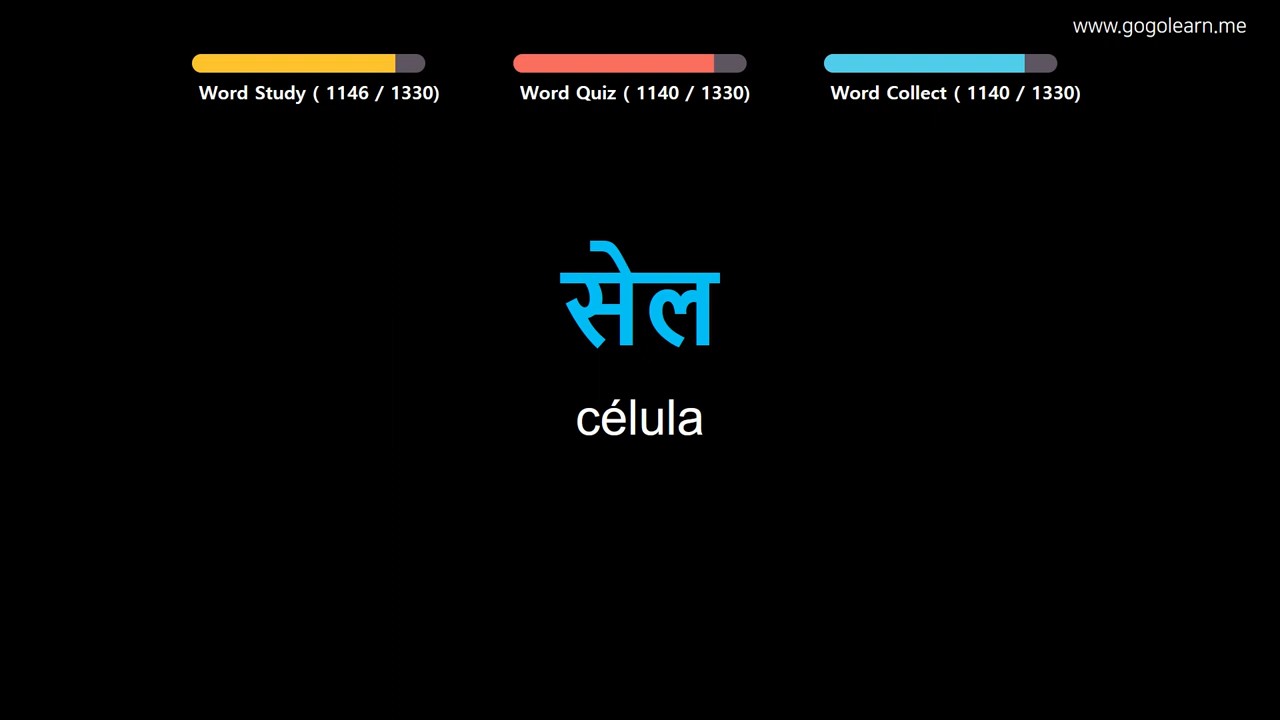 www.gogolearn.me
Word Study ( 1146 / 1330)
Word Quiz ( 1140 / 1330)
Word Collect ( 1140 / 1330)
सेल
célula